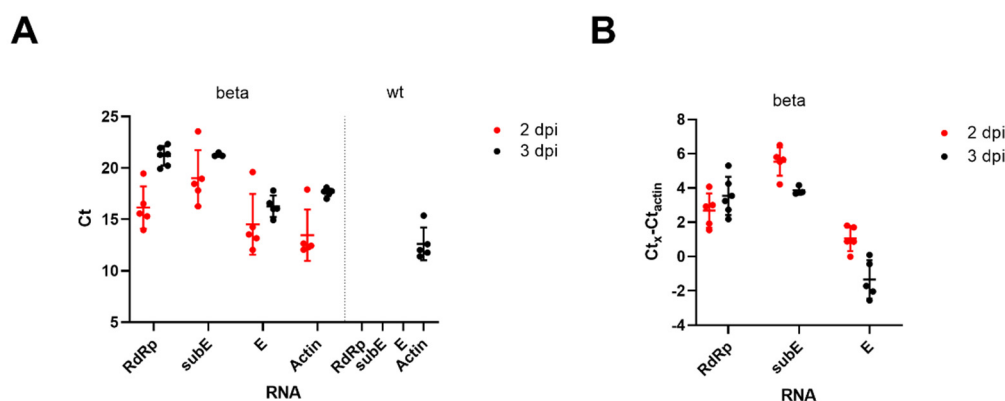 A
beta
wt
25
20
15
10
5
Ct
2 dpi
3 dpi
RdRp
subE
E
Actin
RdRp
subE
E
Actin
RNA
B
beta
8
6
4
2
0
-2
-4
Ctx-Ctactin
2 dpi
3 dpi
RdRp
subE
E
RNA